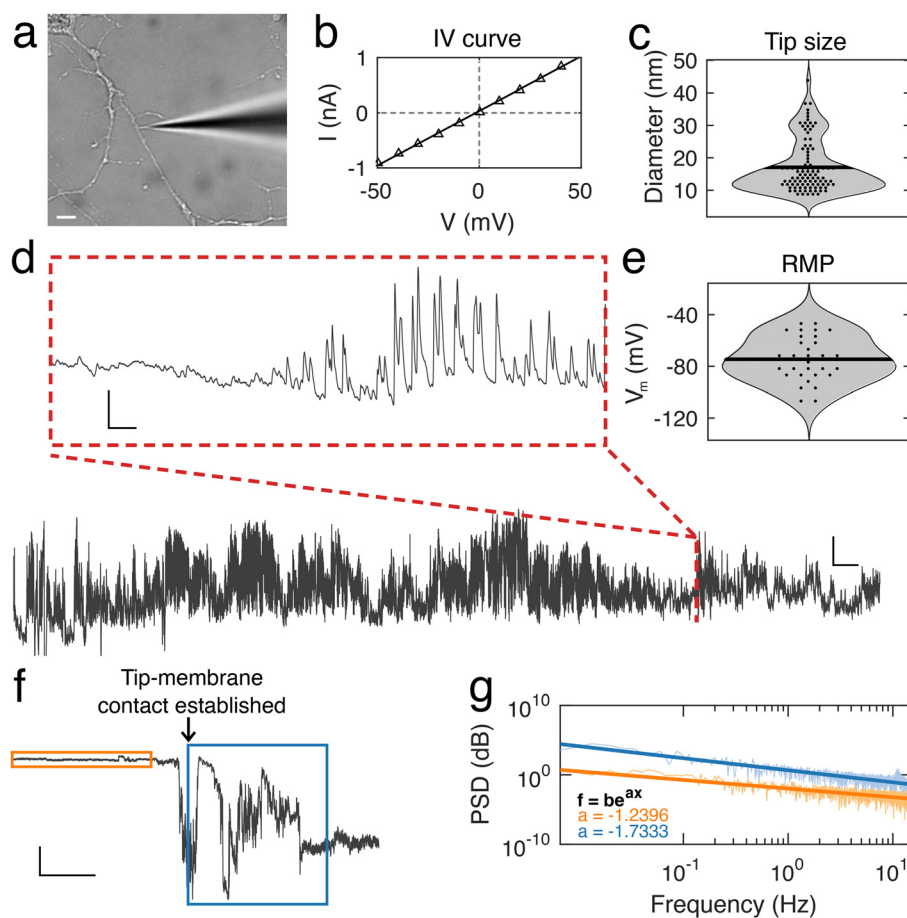 a
b
IV curve
I (nA)
1
0
-1
-50
0
50
V (mV)
c
Tip size
Diameter (nm)
50
40
30
20
10
d
e
RMP
Vm (mV)
-40
-80
-120
f
Tip-membrane
contact established
g
PSD (dB)
10^10
10^0
10^-10
f = be^ax
a = -1.2396
a = -1.7333
10^-1
10^0
10^1
Frequency (Hz)